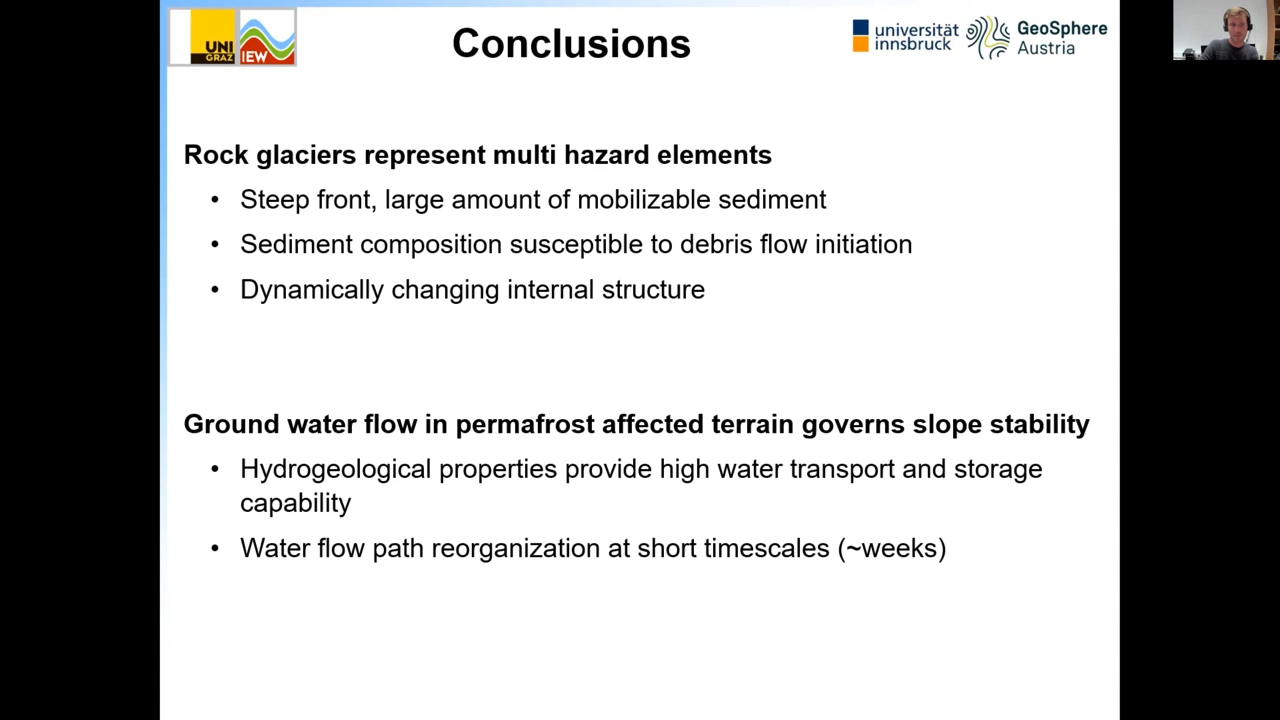 UNI
GRAZ
IEW
Conclusions
universität
innsbruck
GeoSphere
Austria
Rock glaciers represent multi hazard elements
• Steep front, large amount of mobilizable sediment
• Sediment composition susceptible to debris flow initiation
• Dynamically changing internal structure
Ground water flow in permafrost affected terrain governs slope stability
• Hydrogeological properties provide high water transport and storage
capability
• Water flow path reorganization at short timescales (~weeks)